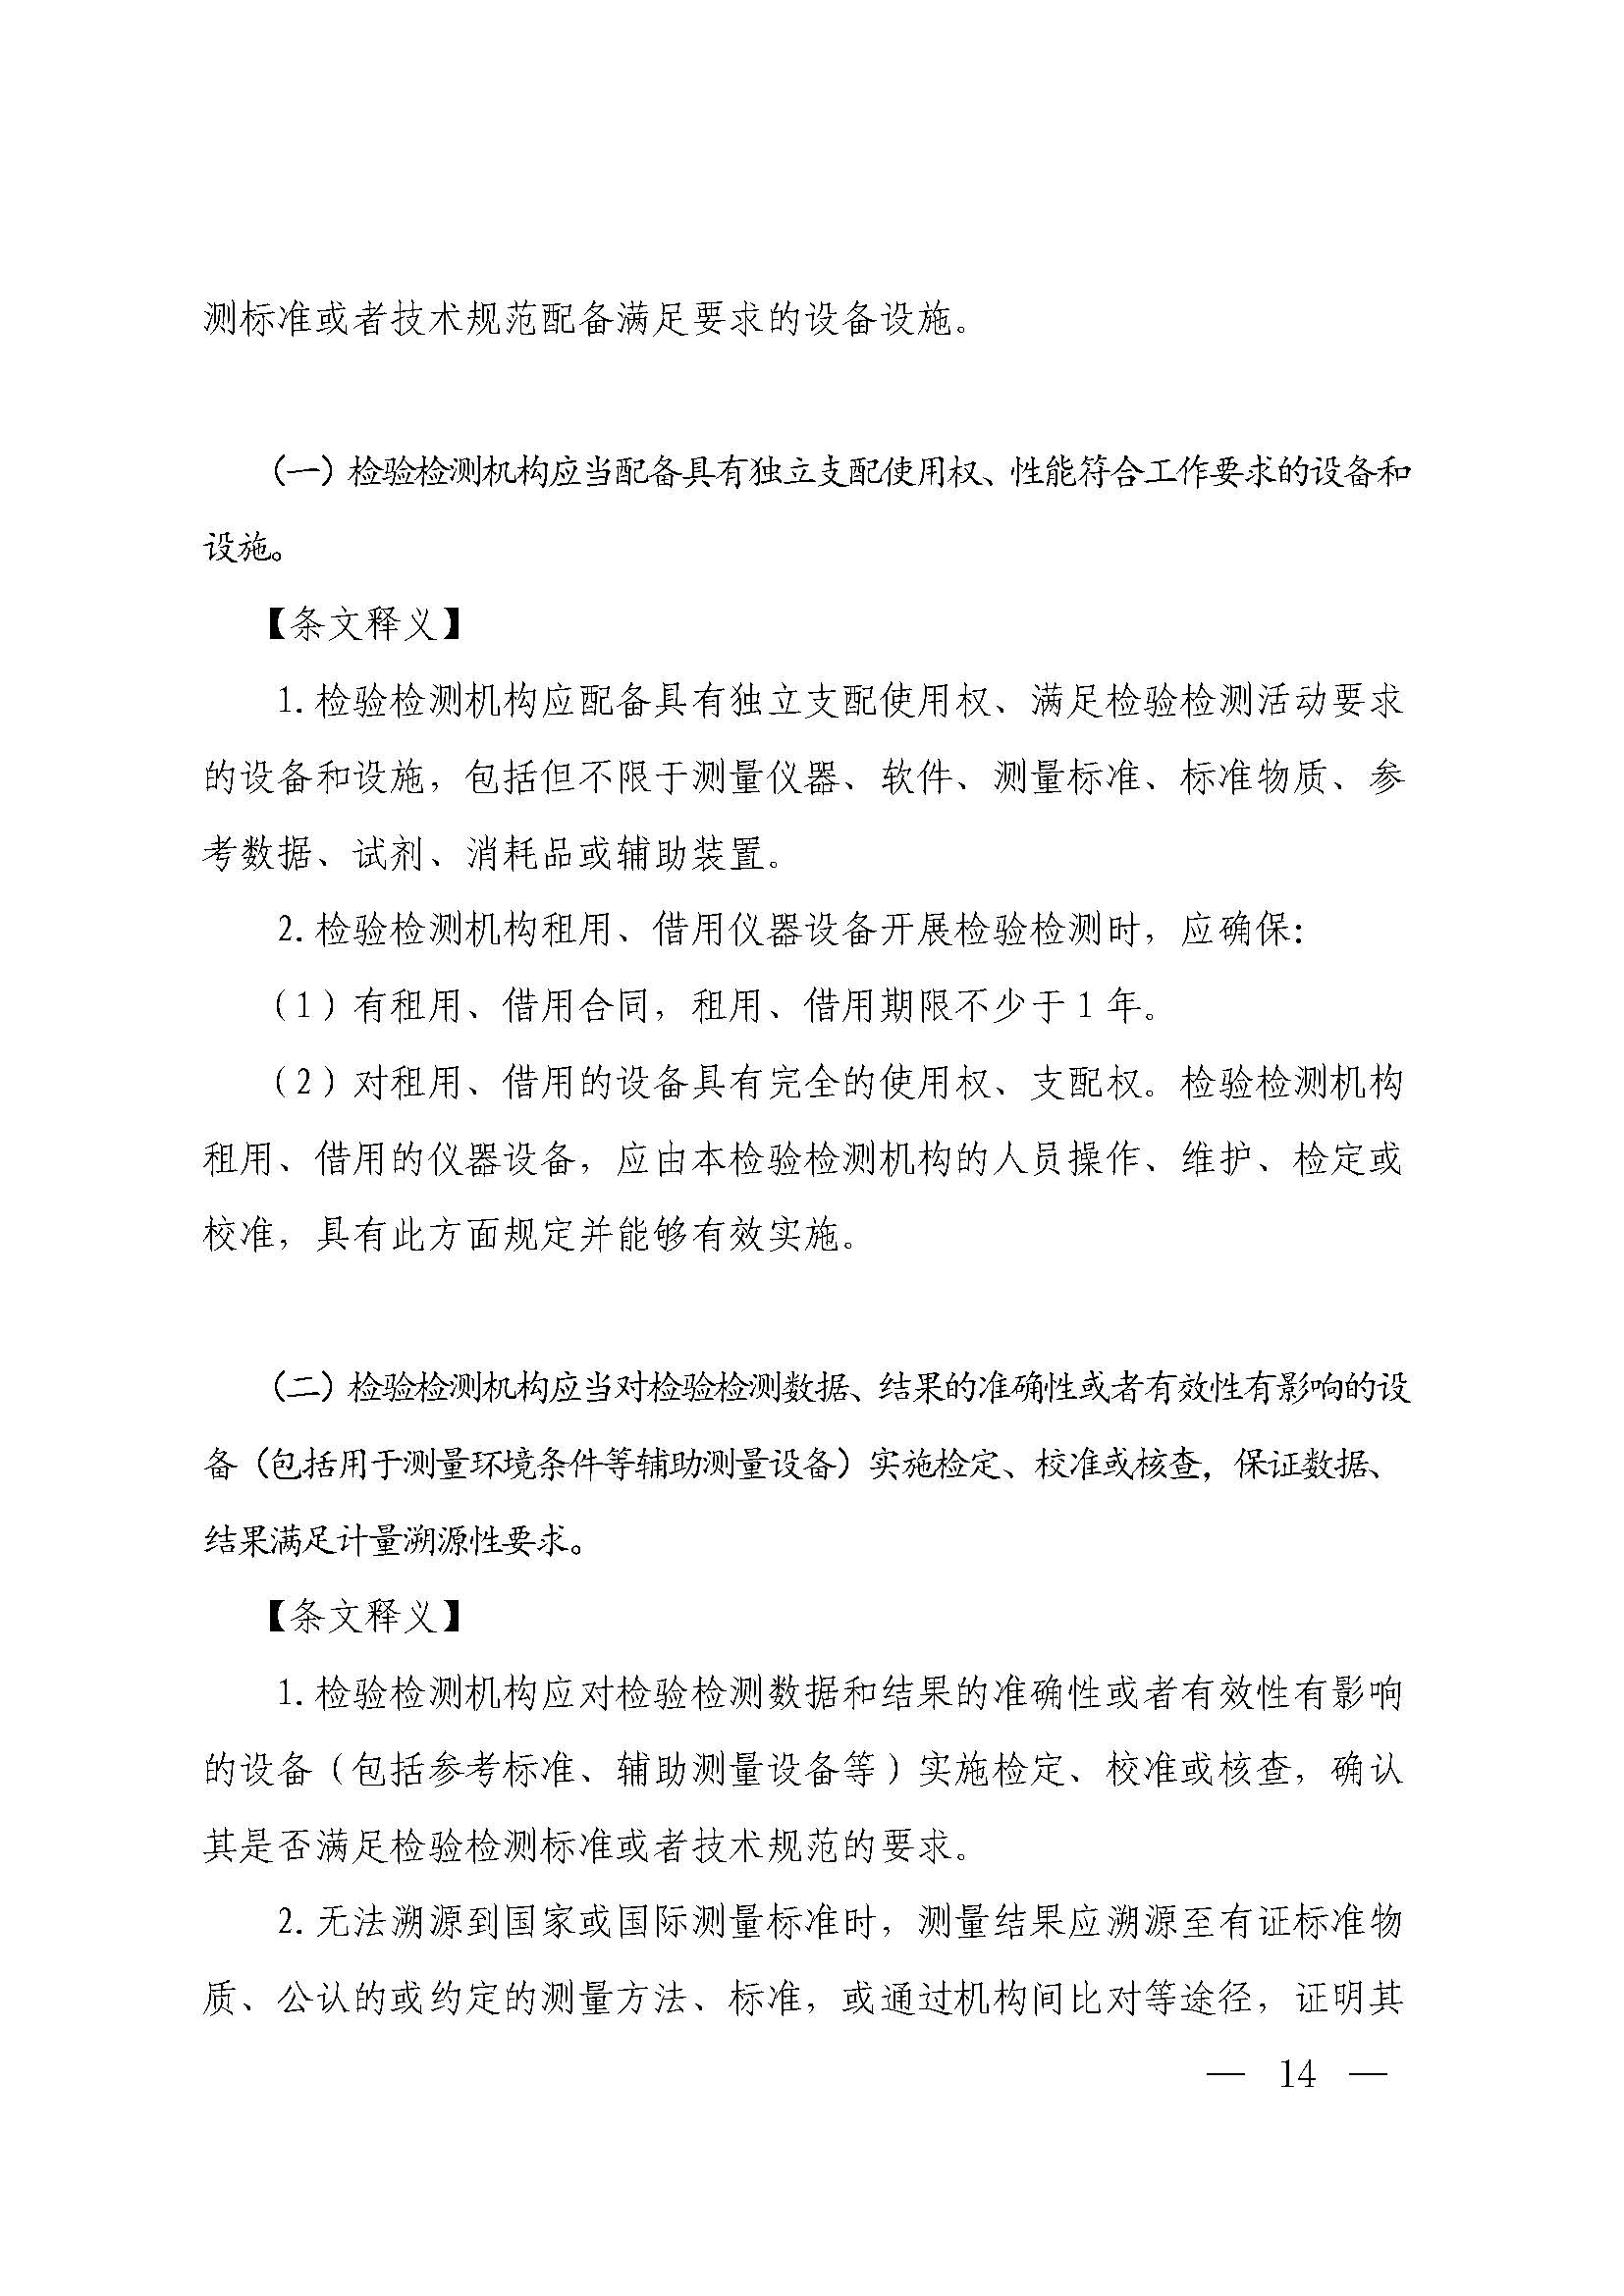 测标准或者技术规范配备满足要求的设备设施。
（一）检验检测机构应当配备具有独立支配使用权、性能符合工作要求的设备和
设施。
【条文释义】
1.检验检测机构应配备具有独立支配使用权、满足检验检测活动要求
的设备和设施，包括但不限于测量仪器、软件、测量标准、标准物质、参
考数据、试剂、消耗品或辅助装置。
2.检验检测机构租用、借用仪器设备开展检验检测时，应确保：
（1）有租用、借用合同，租用、借用期限不少于 1 年。
（2）对租用、借用的设备具有完全的使用权、支配权。检验检测机构
租用、借用的仪器设备，应由本检验检测机构的人员操作、维护、检定或
校准，具有此方面规定并能够有效实施。
（二）检验检测机构应当对检验检测数据、结果的准确性或者有效性有影响的设
备（包括用于测量环境条件等辅助测量设备）实施检定、校准或核查，保证数据、
结果满足计量溯源性要求。
【条文释义】
1.检验检测机构应对检验检测数据和结果的准确性或者有效性有影响
的设备（包括参考标准、辅助测量设备等）实施检定、校准或核查，确认
其是否满足检验检测标准或者技术规范的要求。
2.无法溯源到国家或国际测量标准时，测量结果应溯源至有证标准物
质、公认的或约定的测量方法、标准，或通过机构间比对等途径，证明其
— 14 —